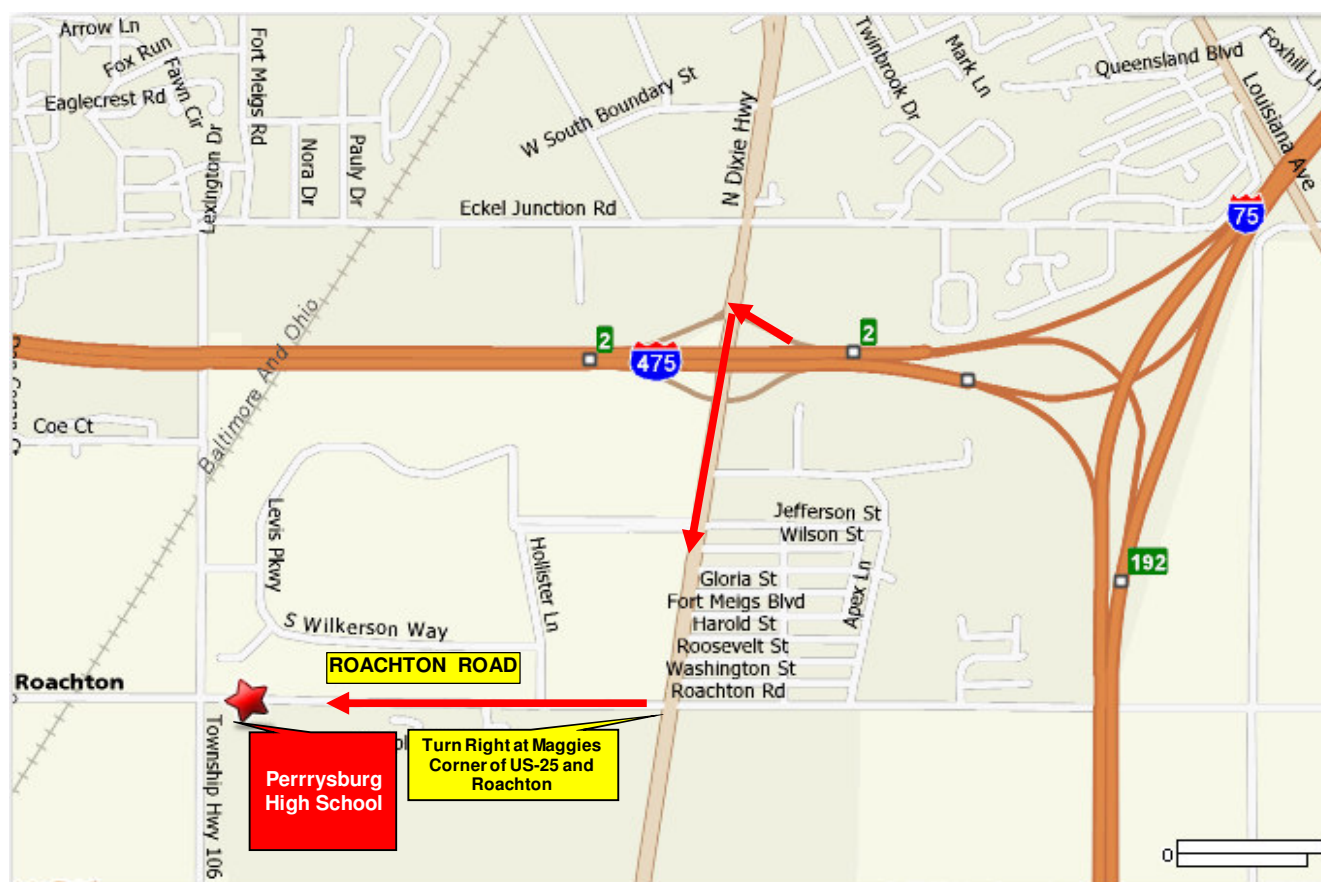 Arrow Ln
Fox Run
Fawn Cir
Eaglecrest Rd
Fort Meigs Rd
Lexington Dr
Nora Dr
Pauly Dr
W South Boundary St
N Dixie Hwy
Twinbrook Dr
Mark Ln
Queensland Blvd
Foxhill Ln
Louisiana Ave
Eckel Junction Rd
75
Baltimore And Ohio
2
475
2
Coe Ct
Levis Pkwy
Hollister Ln
Jefferson St
Wilson St
Gloria St
Fort Meigs Blvd
Harold St
Roosevelt St
Washington St
Roachton Rd
Apex Ln
192
S Wilkerson Way
ROACHTON ROAD
Roachton
Township Hwy 106
Perrrysburg
High School
Turn Right at Maggies
Corner of US-25 and
Roachton
0